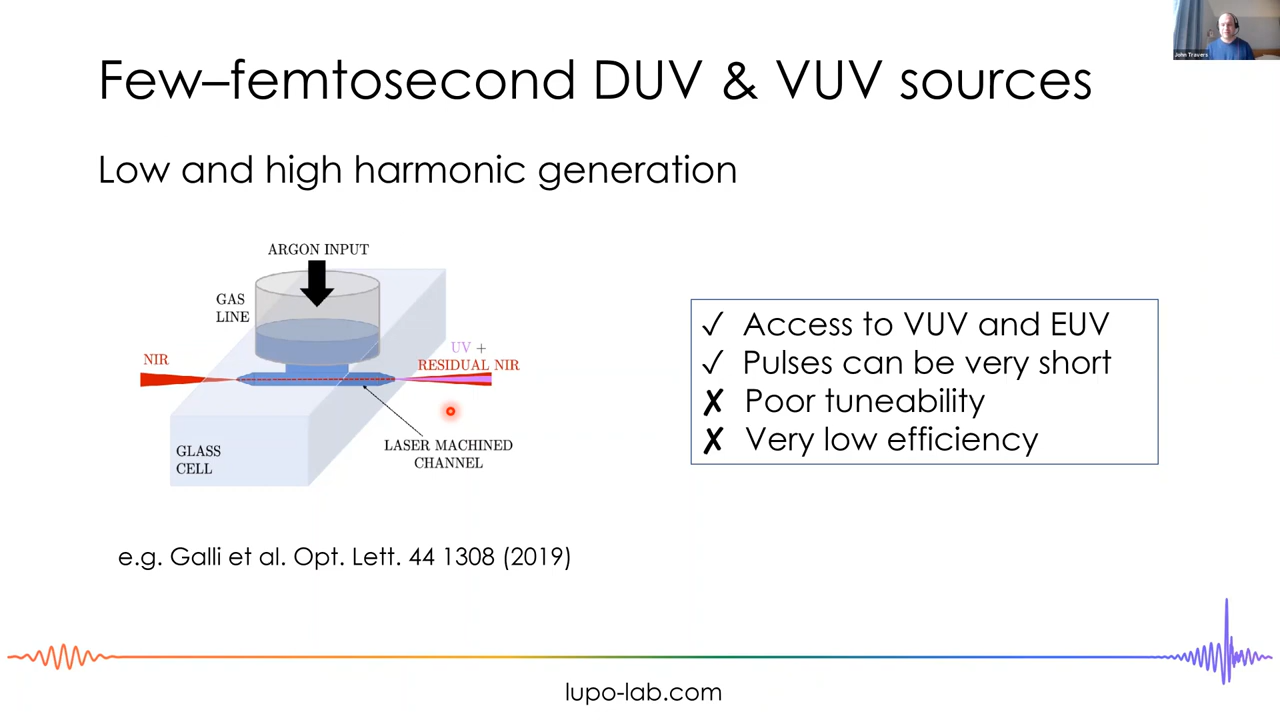 John Travers
Few–femtosecond DUV & VUV sources
Low and high harmonic generation
ARGON INPUT
GAS
LINE
NIR
UV +
RESIDUAL NIR
GLASS
CELL
LASER MACHINED
CHANNEL
✓ Access to VUV and EUV
✓ Pulses can be very short
✗ Poor tuneability
✗ Very low efficiency
e.g. Galli et al. Opt. Lett. 44 1308 (2019)
lupo-lab.com